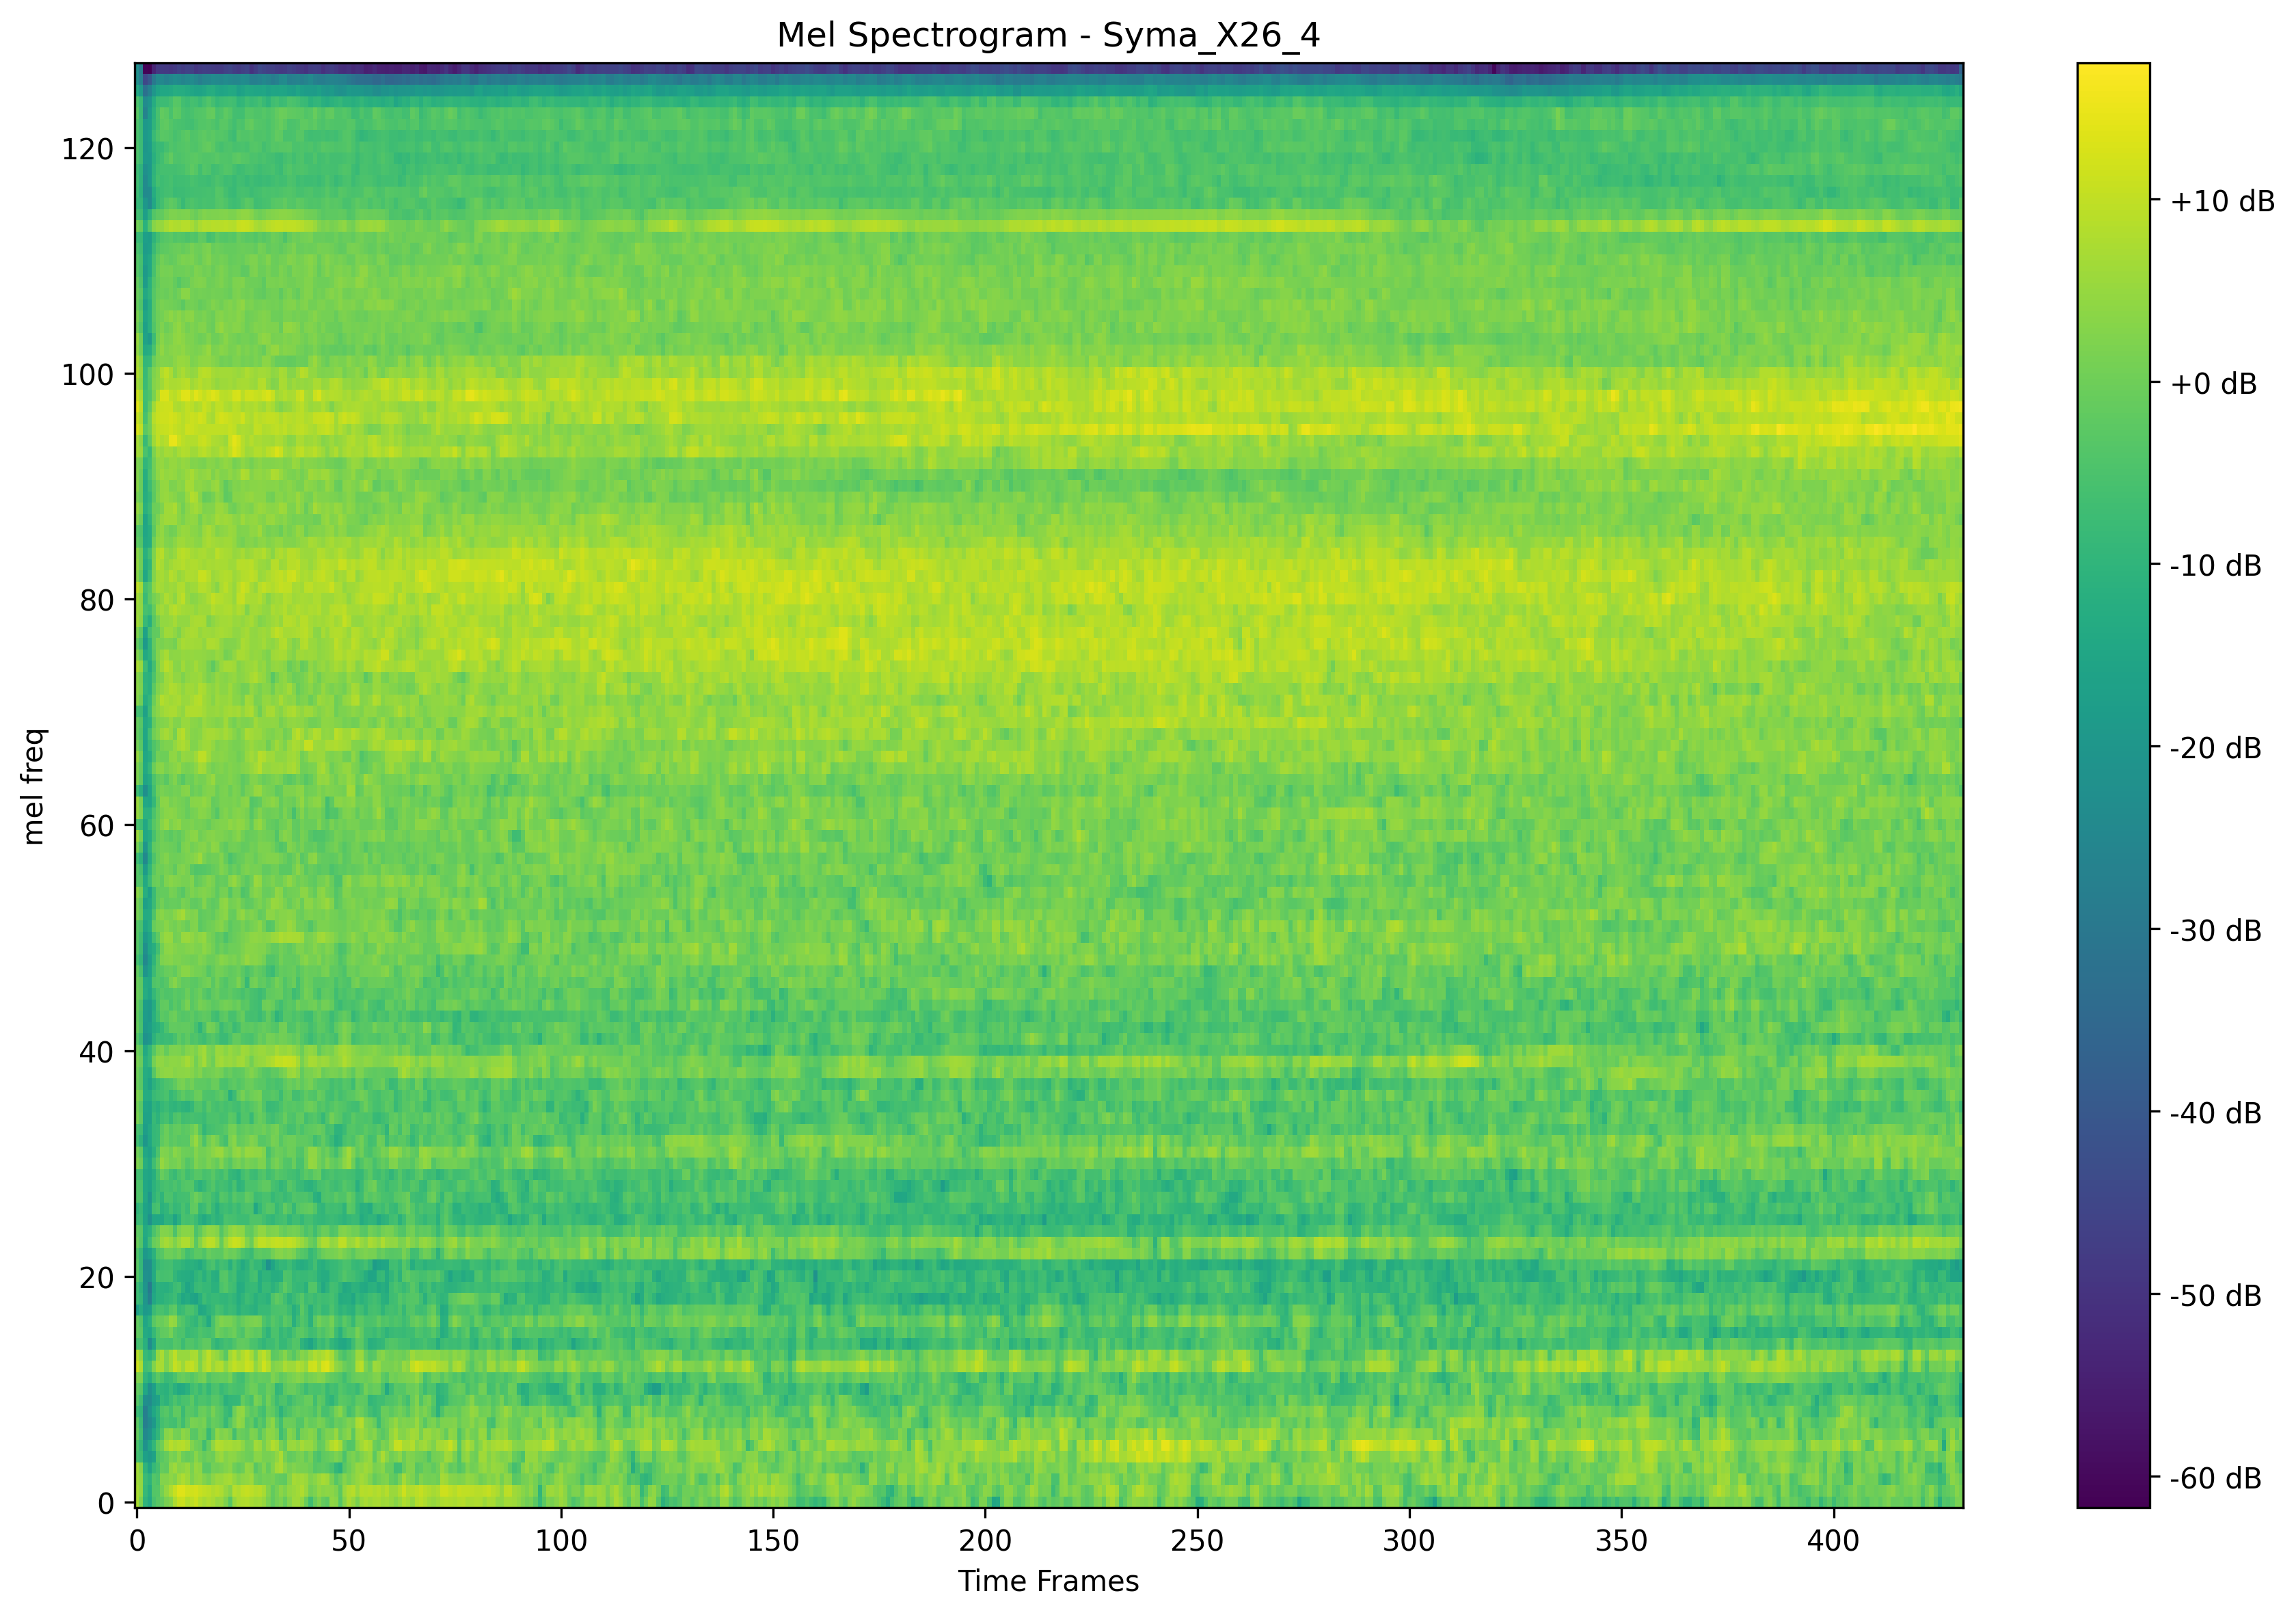 Mel Spectrogram - Syma_X26_4
mel freq
120
100
80
60
40
20
0
0 50 100 150 200 250 300 350 400
Time Frames
+10 dB
+0 dB
-10 dB
-20 dB
-30 dB
-40 dB
-50 dB
-60 dB